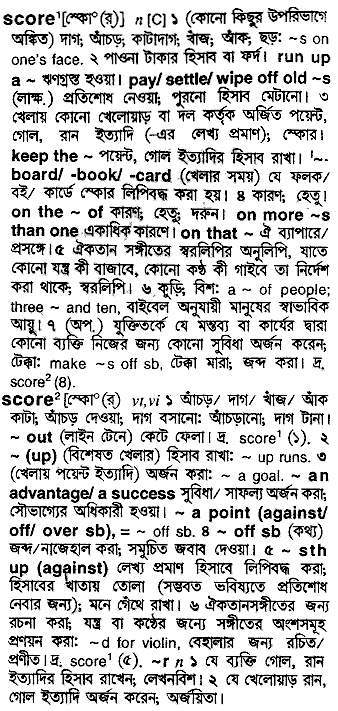 score¹[স্কোo(র্)] n [C] ১ (কোনো কিছুর উপরিভাগে
অঙ্কিত) দাগ; আঁচড়; কাটাদাগ; খাঁজ; আঁক; ছড়: ~s on
one's face. ২ পাওনা টাকার হিসাব বা ফর্দ। run up
a ~ ঋণগ্রস্ত হওয়া। pay/ settle/ wipe off old ~s
(লাক্ষ.) প্রতিশোধ নেওয়া; পুরনো হিসাব মেটানো। ৩
খেলায় কোনো খেলোয়াড় বা দল কর্তৃক অর্জিত পয়েন্ট,
গোল, রান ইত্যাদি (-এর লেখ্য প্রমাণ); স্কোর।
keep the ~ পয়েন্ট, গোল ইত্যাদির হিসাব রাখা। '~-
board/ -book/ -card (খেলার সময়) যে ফলক/
বই/ কার্ডে স্কোর লিপিবদ্ধ করা হয়। ৪ কারণ; হেতু।
on the ~ of কারণ; হেতু; দরুন। on more ~s
than one একাধিক কারণে। on that ~ ঐ ব্যাপারে/
প্রসঙ্গে। ৫ ঐকতান সঙ্গীতের স্বরলিপির অনুলিপি, যাতে
কোনো যন্ত্র কী বাজাবে, কোনো কণ্ঠ কী গাইবে তা নির্দেশ
করা থাকে; স্বরলিপি। ৬ কুড়ি; বিশ: a ~ of people;
three ~ and ten, বাইবেল অনুযায়ী মানুষের স্বাভাবিক
আয়ু। ৭ (অপ.) যুক্তিতর্কে যে মন্তব্য বা কার্যের দ্বারা
কোনো ব্যক্তি নিজের জন্য কোনো সুবিধা অর্জন করেন;
টেক্কা: make ~s off sb, টেক্কা মারা; জব্দ করা। দ্র.
score² (8).
score² [স্কোo(র্)] vt,vi ১ আঁচড়/ দাগ/ খাঁজ/ আঁক
কাটা; আঁচড় দেওয়া; দাগ বসানো: আঁচড়ানো; দাগ টানা।
~ out (লাইন টেনে) কেটে ফেলা। দ্র. score¹ (১). ২
~ (up) (বিশেষত খেলার) হিসাব রাখা: ~ up runs. ৩
(খেলায় পয়েন্ট ইত্যাদি) অর্জন করা: ~ a goal. ~ an
advantage/ a success সুবিধা/ সাফল্য অর্জন করা;
সৌভাগ্যের অধিকারী হওয়া। ~ a point (against/
off/ over sb), = ~ off sb. ৪ ~ off sb (কথ্য)
জব্দ/ নাজেহাল করা; সমুচিত জবাব দেওয়া। ৫ ~ sth
up (against) লেখ্য প্রমাণ হিসাবে লিপিবদ্ধ করা;
হিসাবের খাতায় তোলা (সম্ভবত ভবিষ্যতে প্রতিশোধ
নেবার জন্য); মনে গেঁথে রাখা। ৬ ঐকতানসঙ্গীতের জন্য
রচনা করা; যন্ত্র বা কণ্ঠের জন্যে সঙ্গীতের অংশসমূহ
প্রণয়ন করা: ~d for violin, বেহালার জন্য রচিত/
প্রণীত। দ্র. score¹ (৫). ~r n ১ যে ব্যক্তি গোল, রান
ইত্যাদির হিসাব রাখেন; লেখনবিশ। ২ যে খেলোয়াড় রান,
গোল ইত্যাদি অর্জন করেন; অর্জয়িতা।